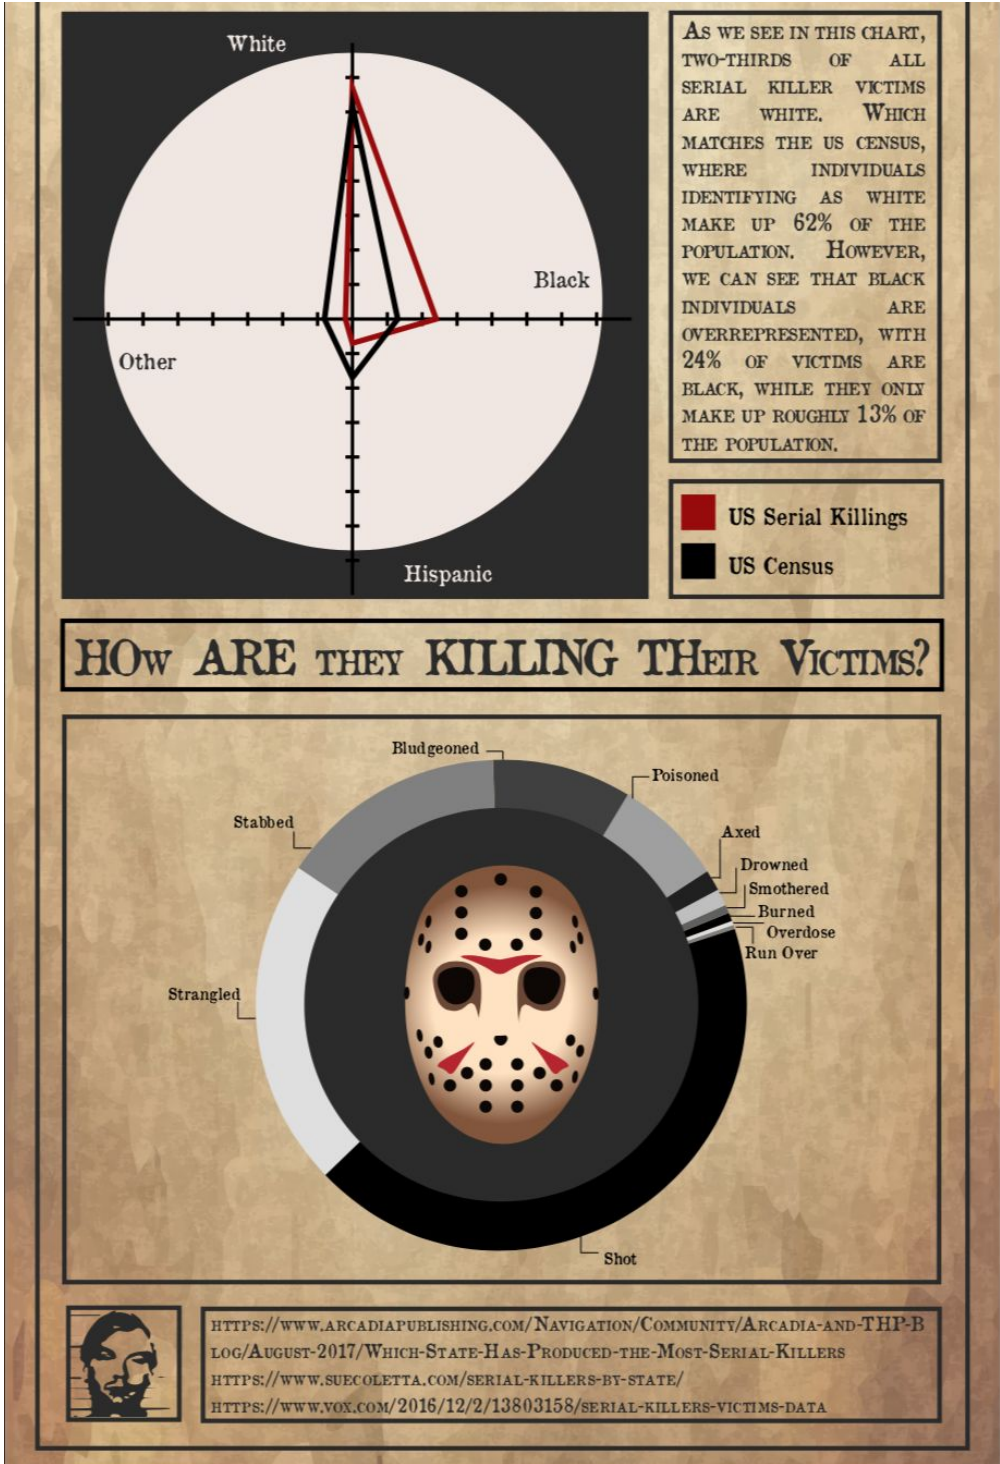 White
Black
Other
Hispanic
As we see in this chart,
two-thirds of all
serial killer victims
are white. Which
matches the US census,
where individuals
identifying as white
make up 62% of the
population. However,
we can see that black
individuals are
overrepresented, with
24% of victims are
black, while they only
make up roughly 13% of
the population.
US Serial Killings
US Census
HOw ARE they KILLING THeir Victims?
Bludgeoned
Poisoned
Stabbed
Axed
Drowned
Smothered
Burned
Overdose
Run Over
Strangled
Shot
https://www.arcadiapublishing.com/Navigation/Community/Arcadia-and-THP-B
log/August-2017/Which-State-Has-Produced-the-Most-Serial-Killers
https://www.suecoletta.com/serial-killers-by-state/
https://www.vox.com/2016/12/2/13803158/serial-killers-victims-data